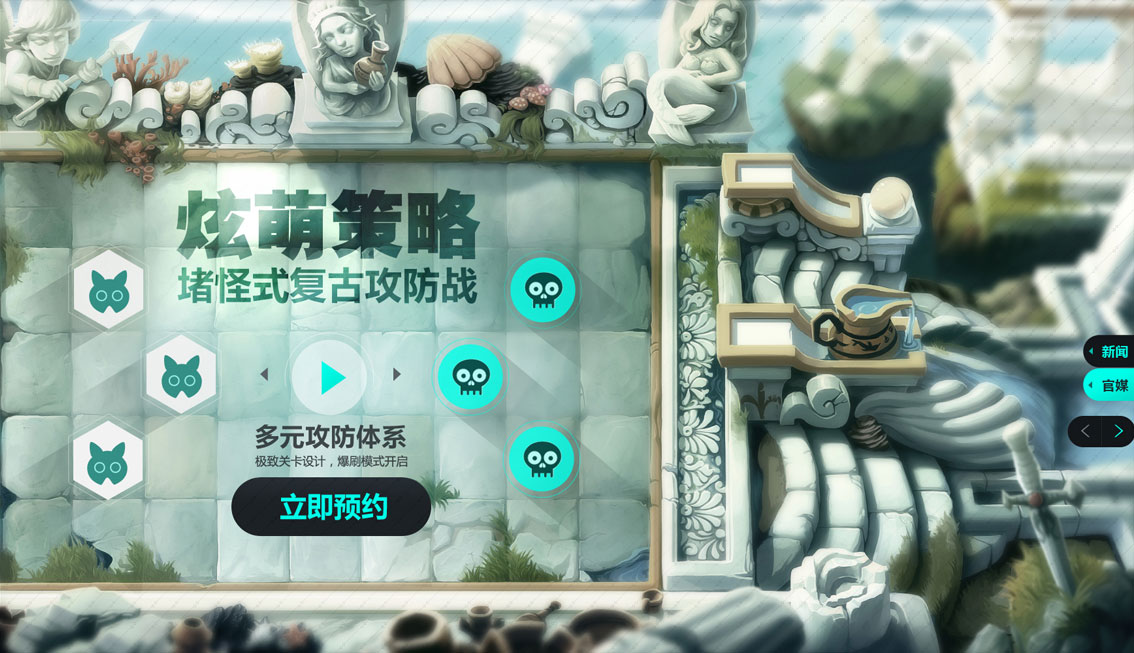 炫萌策略
堵怪式复古攻防战
多元攻防体系
极致关卡设计，爆刷模式开启
立即预约
新闻
官媒